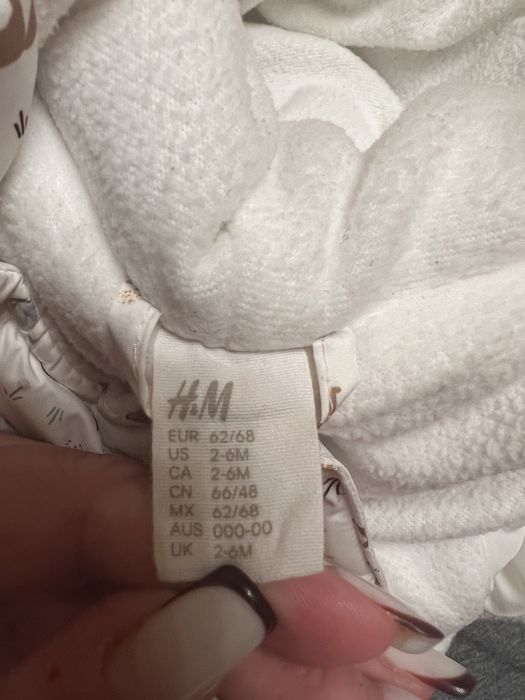 H&M
EUR 62/68
US 2-6M
CA 2-6M
CN 66/48
MX 62/68
AUS 000-00
UK 2-6M